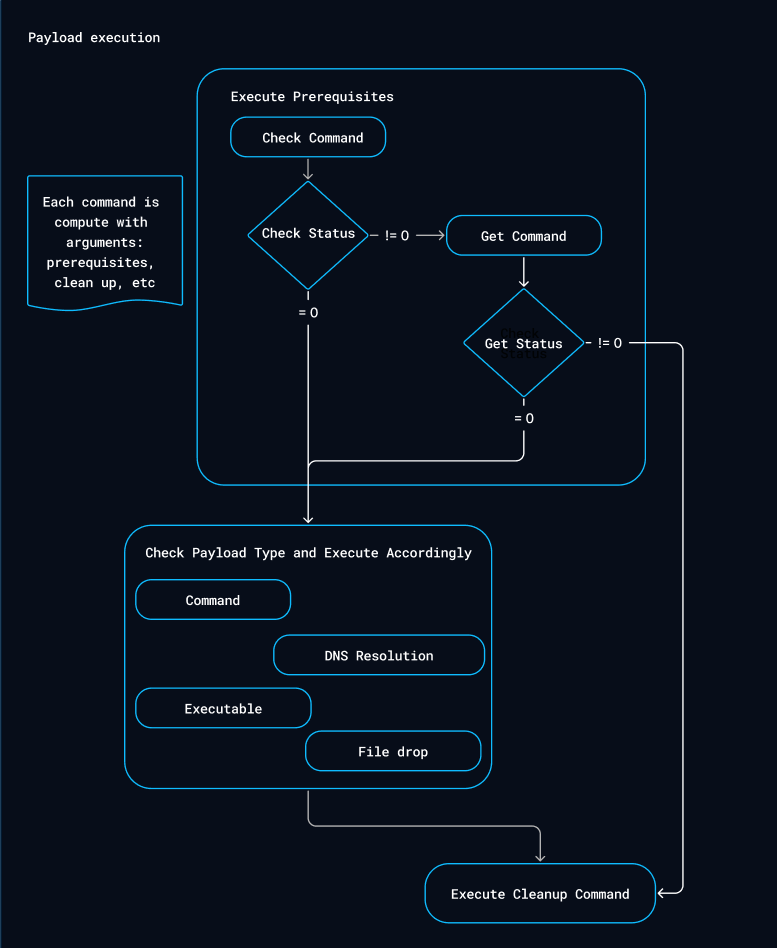 Payload execution
Execute Prerequisites
Check Command
Each command is
compute with
arguments:
prerequisites,
clean up, etc
Check Status
!= 0
Get Command
= 0
Check
Status
Get Status
!= 0
= 0
Check Payload Type and Execute Accordingly
Command
DNS Resolution
Executable
File drop
Execute Cleanup Command